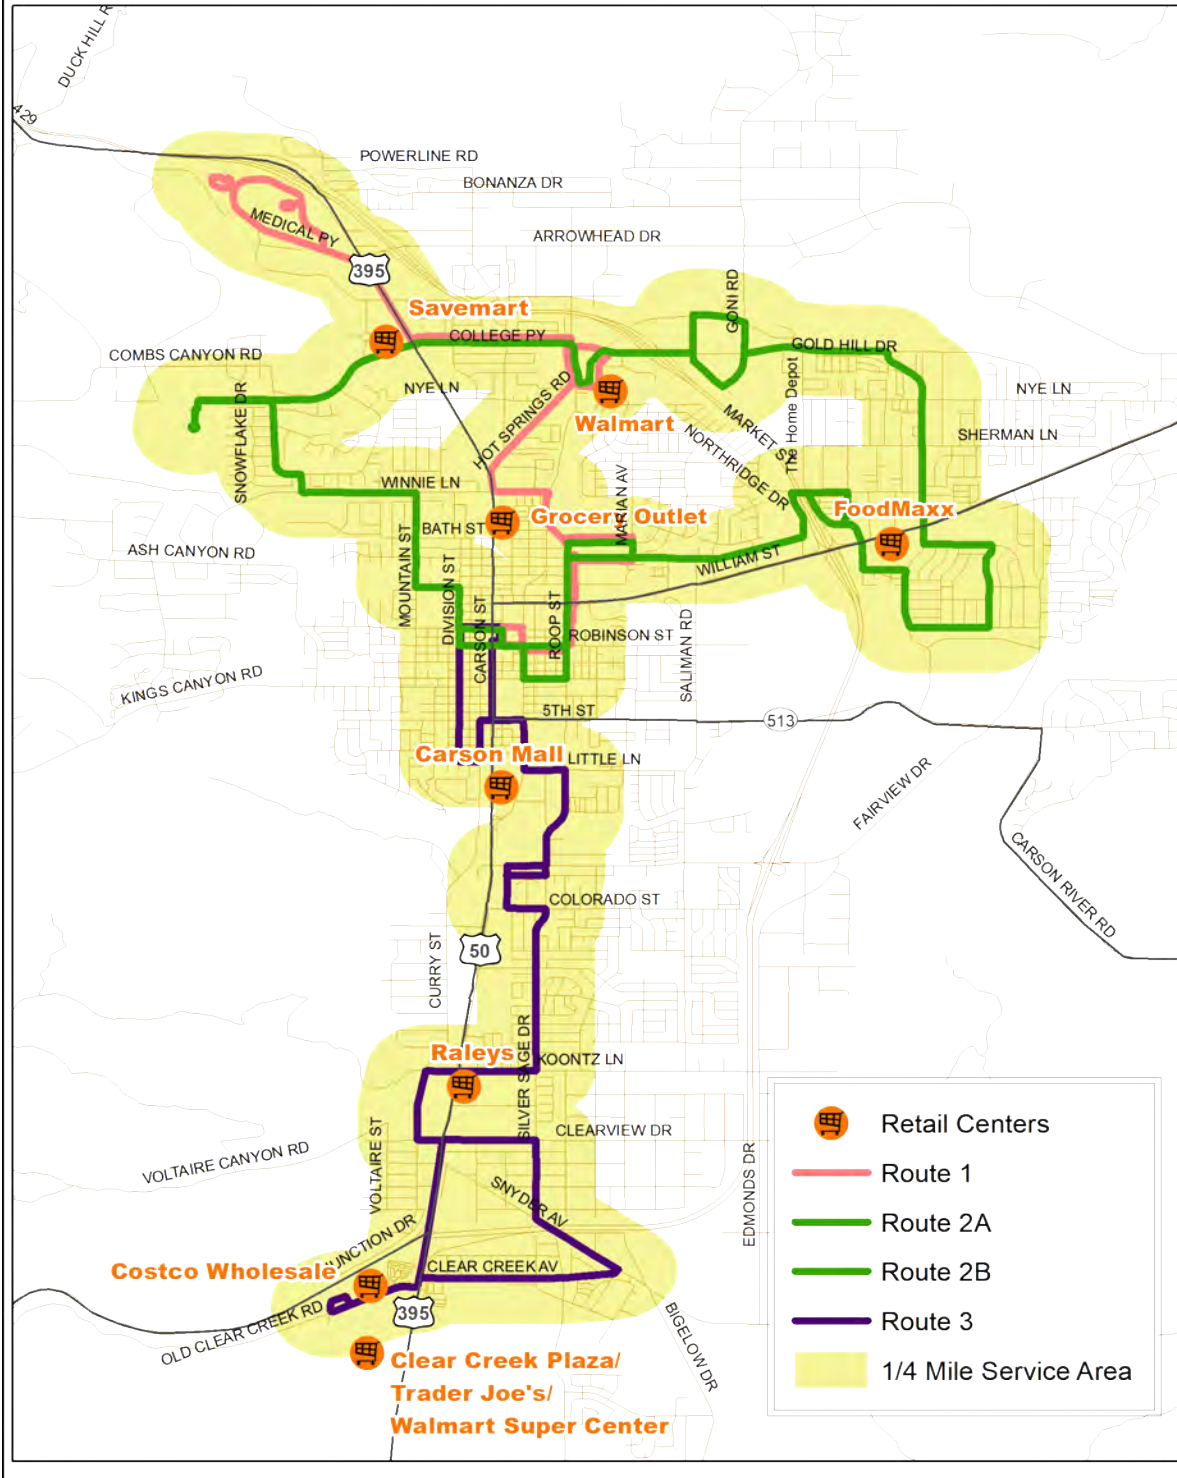 DUCK HILL R
429
POWERLINE RD
BONANZA DR
MEDICAL PY
ARROWHEAD DR
395
GONI RD
Savemart
COLLEGE PY
GOLD HILL DR
COMBS CANYON RD
The Home Depot
NYE LN
NYE LN
SNOWFLAKE DR
HOT SPRINGS RD
Walmart
MARKET ST
NORTHRIDGE DR
SHERMAN LN
WINNIE LN
MARIAN AV
Grocery Outlet
FoodMaxx
BATH ST
ASH CANYON RD
MOUNTAIN ST
DIVISION ST
WILLIAM ST
CARSON ST
ROOP ST
ROBINSON ST
SALIMAN RD
KINGS CANYON RD
5TH ST
513
Carson Mall
LITTLE LN
FAIRVIEW DR
CARSON RIVER RD
COLORADO ST
50
CURRY ST
SILVER SAGE DR
Raleys
KOONTZ LN
CLEARVIEW DR
VOLTAIRE ST
VOLTAIRE CANYON RD
EDMONDS DR
SNYDER AV
JUNCTION DR
Costco Wholesale
CLEAR CREEK AV
OLD CLEAR CREEK RD
395
BIGELOW DR
Clear Creek Plaza/
Trader Joe's/
Walmart Super Center
Retail Centers
Route 1
Route 2A
Route 2B
Route 3
1/4 Mile Service Area